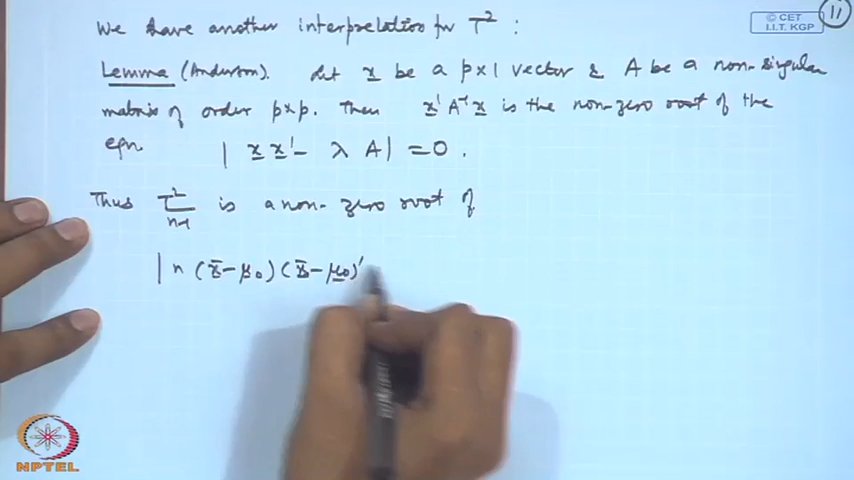 We have another interpretation for T² :
© CET
I.I.T. KGP
11
Lemma (Anderson). Let x be a p×1 vector & A be a non-singular
matrix of order p×p. Then x'A⁻¹x is the non-zero root of the
eqn. | x x' - λ A | = 0 .
Thus T²/n-1 is a non-zero root of
| n (x̄ - μ₀) (x̄ - μ₀)'
NPTEL